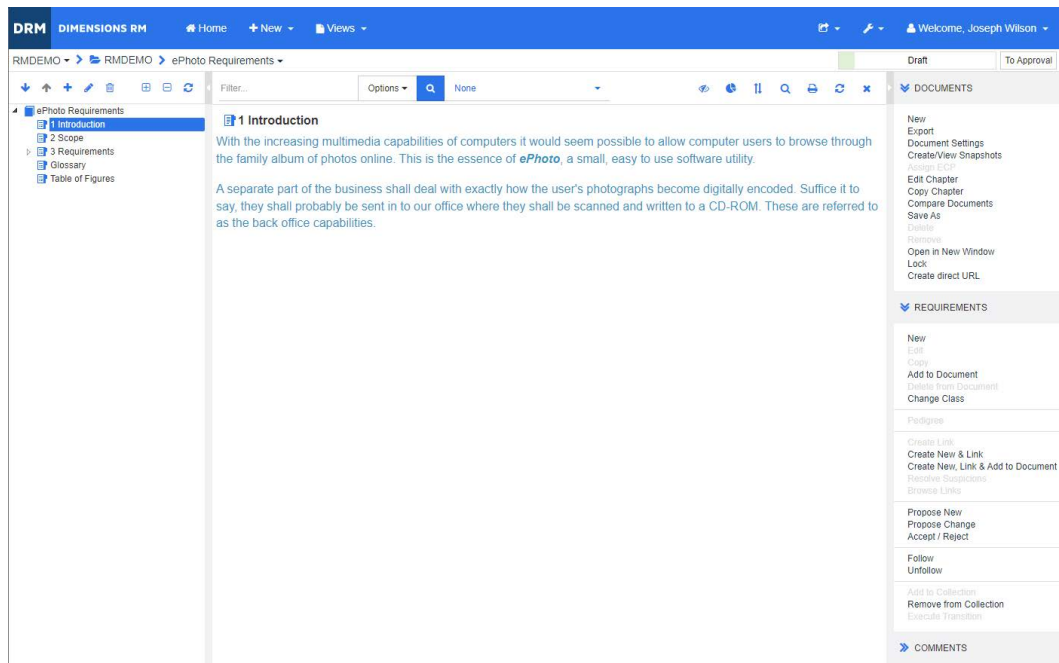 DRM DIMENSIONS RM Home New Views Welcome, Joseph Wilson
RMDEMO RMDEMO ePhoto Requirements Draft To Approval
Filter... Options None
ePhoto Requirements
1 Introduction
2 Scope
3 Requirements
Glossary
Table of Figures
1 Introduction
With the increasing multimedia capabilities of computers it would seem possible to allow computer users to browse through
the family album of photos online. This is the essence of ePhoto, a small, easy to use software utility.
A separate part of the business shall deal with exactly how the user's photographs become digitally encoded. Suffice it to
say, they shall probably be sent in to our office where they shall be scanned and written to a CD-ROM. These are referred to
as the back office capabilities.
DOCUMENTS
New
Export
Document Settings
Create/View Snapshots
Assign ECP
Edit Chapter
Copy Chapter
Compare Documents
Save As
Delete
Remove
Open in New Window
Lock
Create direct URL
REQUIREMENTS
New
Edit
Copy
Add to Document
Delete from Document
Change Class
Pedigree
Create Link
Create New & Link
Create New, Link & Add to Document
Resolve Suspicions
Browse Links
Propose New
Propose Change
Accept / Reject
Follow
Unfollow
Add to Collection
Remove from Collection
Execute Transition
COMMENTS